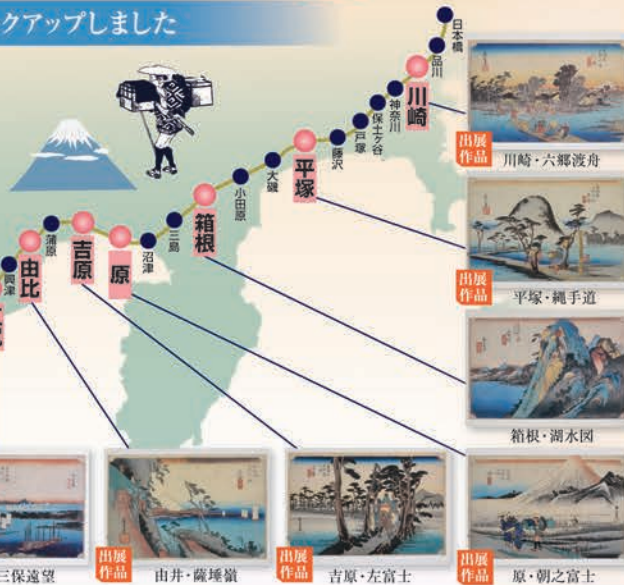 クアップしました
日本橋
品川
川崎
神奈川
保土ヶ谷
戸塚
藤沢
平塚
大磯
小田原
箱根
三島
沼津
原
吉原
蒲原
由比
興津
出展
作品
川崎・六郷渡舟
出展
作品
平塚・縄手道
箱根・湖水図
三保遠望
出展
作品
由井・薩埵嶺
出展
作品
吉原・左富士
出展
作品
原・朝之富士